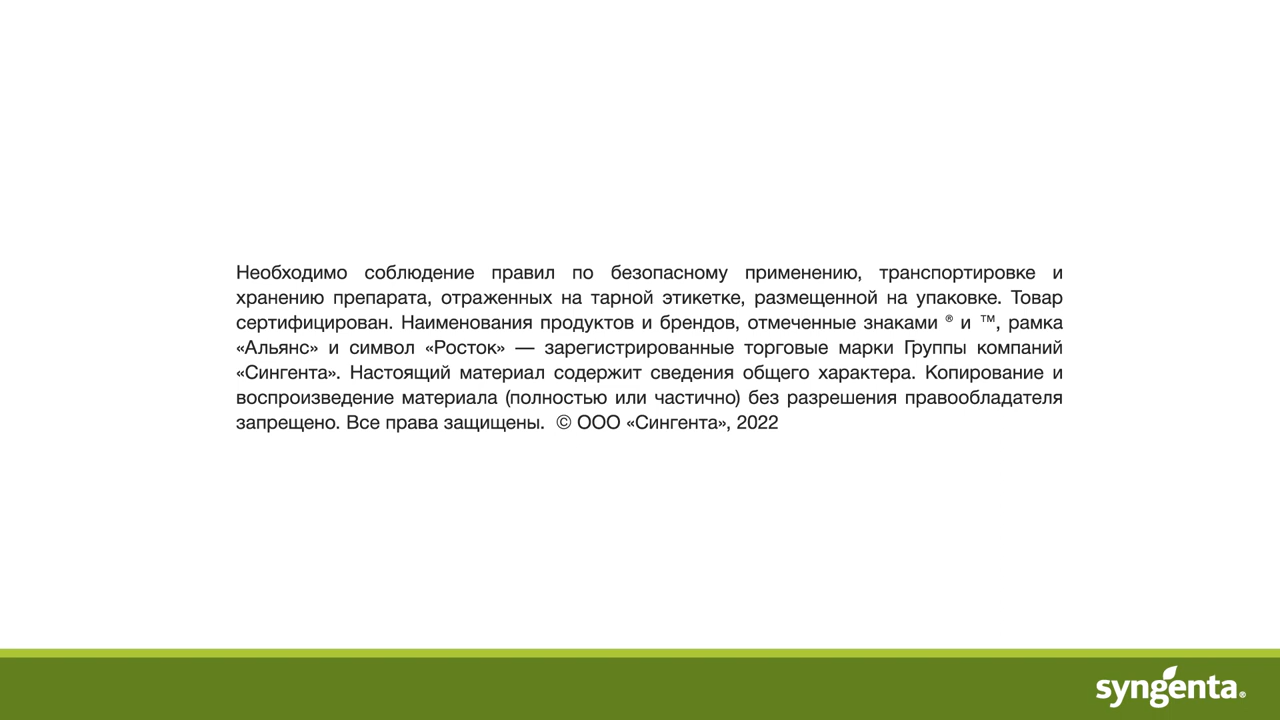 Необходимо соблюдение правил по безопасному применению, транспортировке и
хранению препарата, отраженных на тарной этикетке, размещенной на упаковке. Товар
сертифицирован. Наименования продуктов и брендов, отмеченные знаками ® и ™, рамка
«Альянс» и символ «Росток» — зарегистрированные торговые марки Группы компаний
«Сингента». Настоящий материал содержит сведения общего характера. Копирование и
воспроизведение материала (полностью или частично) без разрешения правообладателя
запрещено. Все права защищены. © ООО «Сингента», 2022
syngenta®